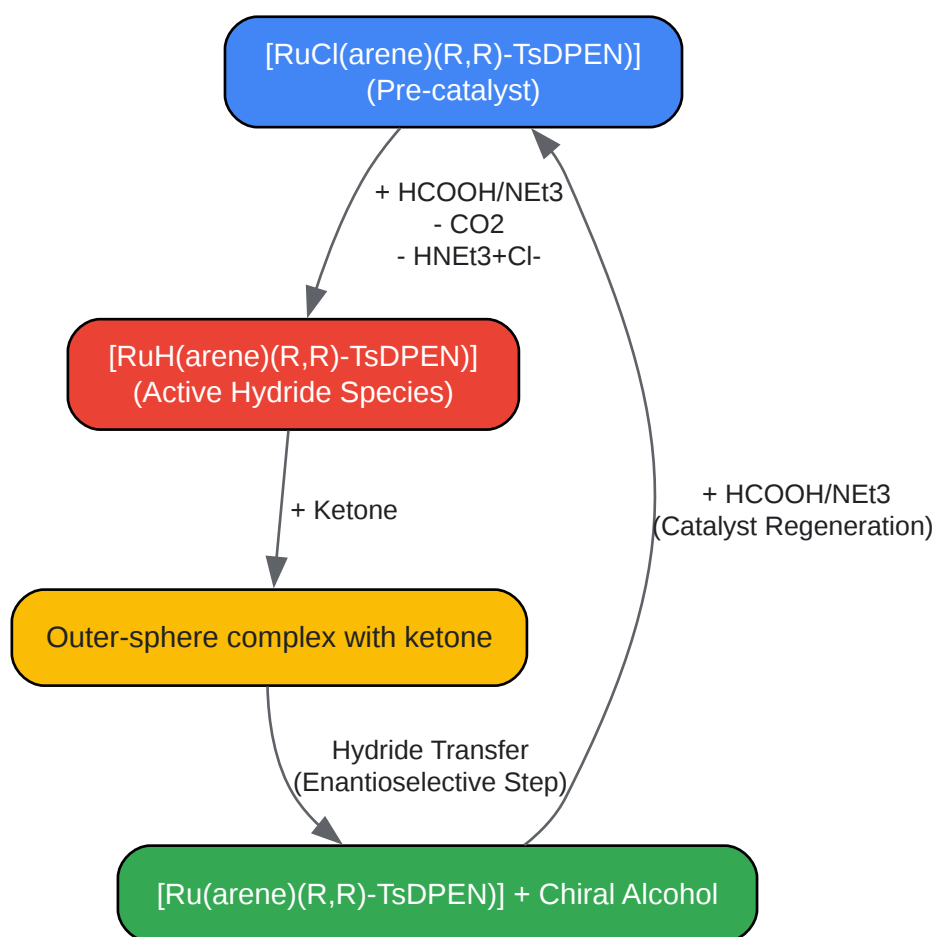 [RuCl(arene)(R,R)-TsDPEN)]
(Pre-catalyst)
+ HCOOH/NEt3
- CO2
- HNEt3+Cl-
[RuH(arene)(R,R)-TsDPEN)]
(Active Hydride Species)
+ Ketone
+ HCOOH/NEt3
(Catalyst Regeneration)
Outer-sphere complex with ketone
Hydride Transfer
(Enantioselective Step)
[Ru(arene)(R,R)-TsDPEN)] + Chiral Alcohol